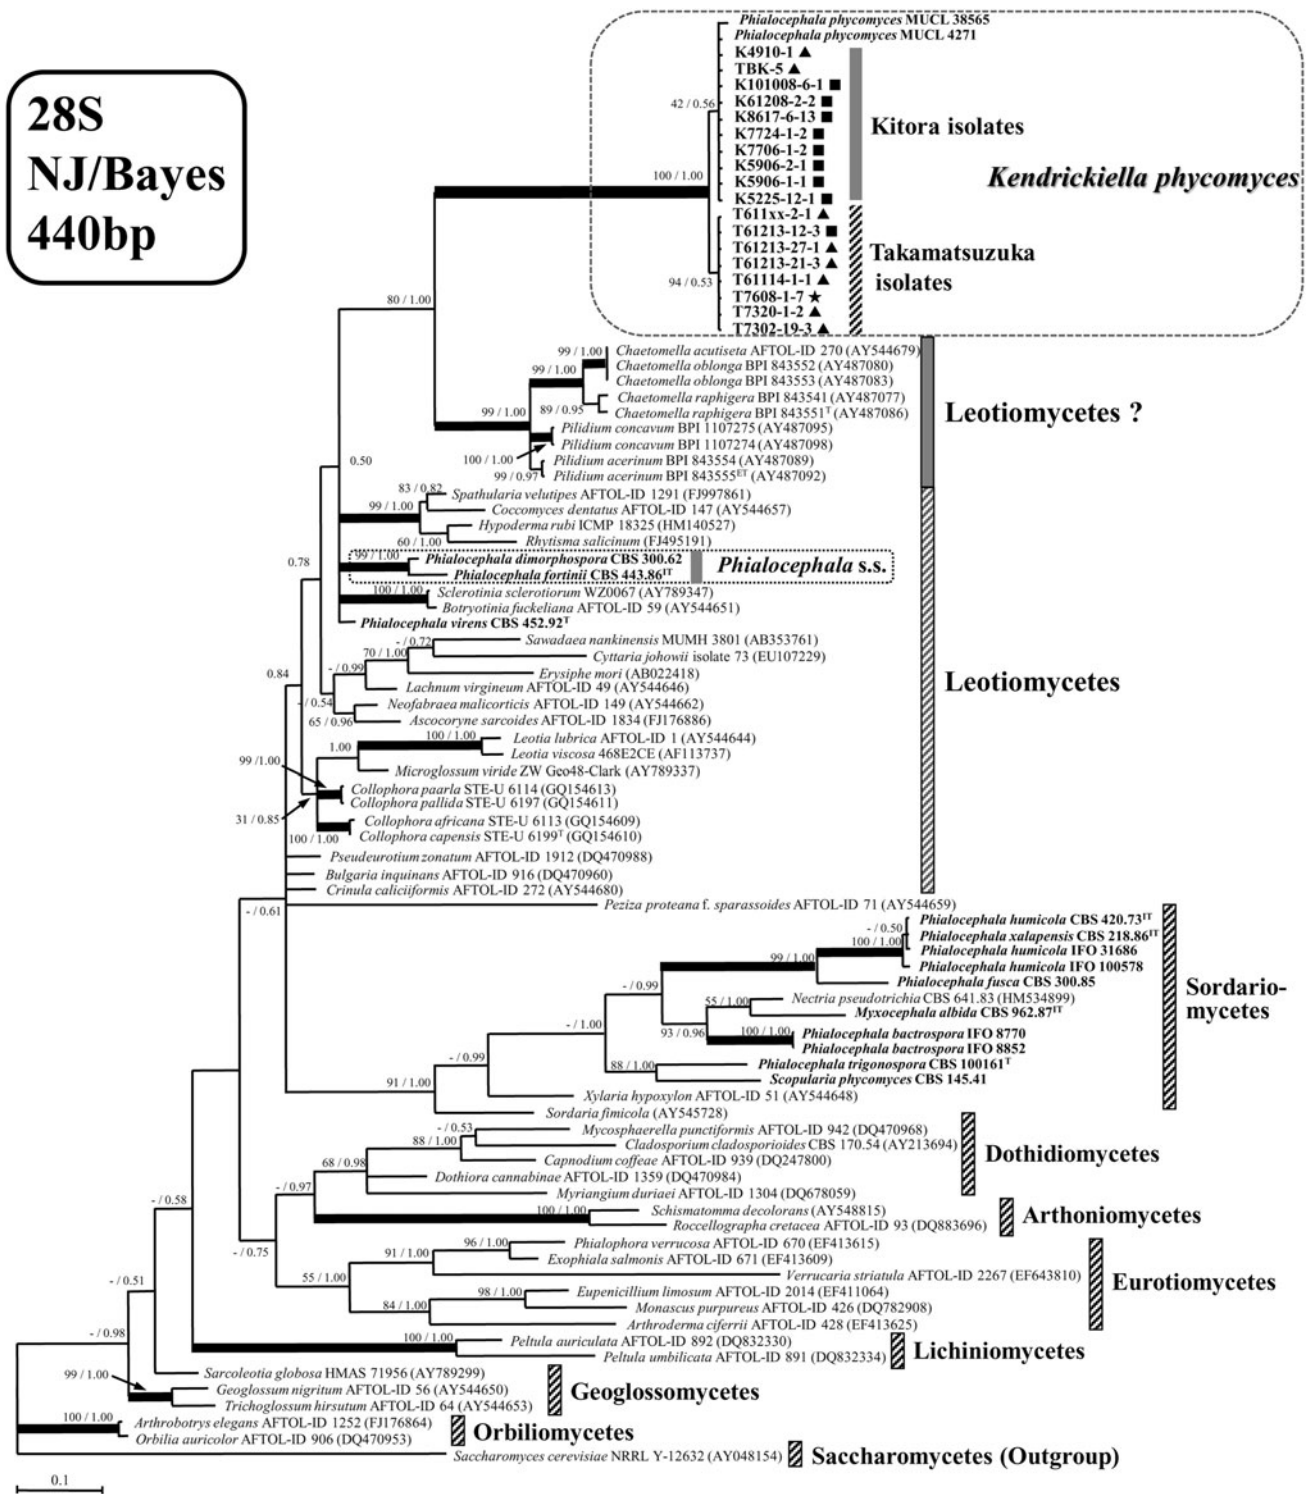 28S
NJ/Bayes
440bp
Phialocephala phycomyces MUCL 38565
Phialocephala phycomyces MUCL 4271
K4910-1 ▲
TBK-5 ▲
K101008-6-1 ■
42 / 0.56
K61208-2-2 ■
K8617-6-13 ■
Kitora isolates
K7724-1-2 ■
K7706-1-2 ■
K5906-2-1 ■
100 / 1.00
K5906-1-1 ■
Kendrickiella phycomyces
K5225-12-1 ■
T611xx-2-1 ▲
T61213-12-3 ■
T61213-27-1 ▲
Takamatsuzuka
isolates
T61213-21-3 ▲
94 / 0.53
T61114-1-1 ▲
T7608-1-7 ★
80 / 1.00
T7320-1-2 ▲
T7302-19-3 ▲
99 / 1.00
Chaetomella acutiseta AFTOL-ID 270 (AY544679)
Chaetomella oblonga BPI 843552 (AY487080)
99 / 1.00
Chaetomella oblonga BPI 843553 (AY487083)
Chaetomella raphigera BPI 843541 (AY487077)
99 / 1.00
89 / 0.95
Chaetomella raphigera BPI 843551T (AY487086)
Leotiomycetes ?
Pilidium concavum BPI 1107275 (AY487095)
Pilidium concavum BPI 1107274 (AY487098)
100 / 1.00
Pilidium acerinum BPI 843554 (AY487089)
0.50
99 / 0.97
Pilidium acerinum BPI 843555ET (AY487092)
83 / 0.82
Spathularia velutipes AFTOL-ID 1291 (FJ997861)
99 / 1.00
Coccomyces dentatus AFTOL-ID 147 (AY544657)
Hypoderma rubi ICMP 18325 (HM140527)
60 / 1.00
Rhytisma salicinum (FJ495191)
99 / 1.00
Phialocephala dimorphospora CBS 300.62
0.78
Phialocephala s.s.
Phialocephala fortinii CBS 443.86IT
100 / 1.00
Sclerotinia sclerotiorum WZ0067 (AY789347)
Botryotinia fuckeliana AFTOL-ID 59 (AY544651)
Phialocephala virens CBS 452.92T
- / 0.72
Sawadaea nankinensis MUMH 3801 (AB353761)
70 / 1.00
Cyttaria johowii isolate 73 (EU107229)
- / 0.99
Erysiphe mori (AB022418)
0.84
Lachnum virgineum AFTOL-ID 49 (AY544646)
Leotiomycetes
- / 0.54
Neofabraea malicorticis AFTOL-ID 149 (AY544662)
65 / 0.96
Ascocoryne sarcoides AFTOL-ID 1834 (FJ176886)
100 / 1.00
Leotia lubrica AFTOL-ID 1 (AY544644)
1.00
Leotia viscosa 468E2CE (AF113737)
99 /1.00
Microglossum viride ZW Geo48-Clark (AY789337)
Collophora paarla STE-U 6114 (GQ154613)
Collophora pallida STE-U 6197 (GQ154611)
31 / 0.85
Collophora africana STE-U 6113 (GQ154609)
100 / 1.00
Collophora capensis STE-U 6199T (GQ154610)
Pseudeurotium zonatum AFTOL-ID 1912 (DQ470988)
Bulgaria inquinans AFTOL-ID 916 (DQ470960)
Crinula caliciiformis AFTOL-ID 272 (AY544680)
- / 0.61
Peziza proteana f. sparassoides AFTOL-ID 71 (AY544659)
- / 0.50
Phialocephala humicola CBS 420.73IT
100 / 1.00
Phialocephala xalapensis CBS 218.86IT
Phialocephala humicola IFO 31686
99 / 1.00
Phialocephala humicola IFO 100578
- / 0.99
Phialocephala fusca CBS 300.85
Sordario-
mycetes
55 / 1.00
Nectria pseudotrichia CBS 641.83 (HM534899)
Myxocephala albida CBS 962.87IT
- / 1.00
93 / 0.96
100 / 1.00
Phialocephala bactrospora IFO 8770
Phialocephala bactrospora IFO 8852
- / 0.99
88 / 1.00
Phialocephala trigonospora CBS 100161T
91 / 1.00
Scopularia phycomyces CBS 145.41
Xylaria hypoxylon AFTOL-ID 51 (AY544648)
Sordaria fimicola (AY545728)
- / 0.53
Mycosphaerella punctiformis AFTOL-ID 942 (DQ470968)
88 / 1.00
Cladosporium cladosporioides CBS 170.54 (AY213694)
Dothidiomycetes
68 / 0.98
Capnodium coffeae AFTOL-ID 939 (DQ247800)
Dothiora cannabinae AFTOL-ID 1359 (DQ470984)
- / 0.97
Myriangium duriaei AFTOL-ID 1304 (DQ678059)
- / 0.58
100 / 1.00
Schismatomma decolorans (AY548815)
Arthoniomycetes
Roccellographa cretacea AFTOL-ID 93 (DQ883696)
- / 0.75
96 / 1.00
Phialophora verrucosa AFTOL-ID 670 (EF413615)
91 / 1.00
Exophiala salmonis AFTOL-ID 671 (EF413609)
55 / 1.00
Verrucaria striatula AFTOL-ID 2267 (EF643810)
Eurotiomycetes
- / 0.51
98 / 1.00
Eupenicillium limosum AFTOL-ID 2014 (EF411064)
84 / 1.00
Monascus purpureus AFTOL-ID 426 (DQ782908)
Arthroderma ciferrii AFTOL-ID 428 (EF413625)
- / 0.98
100 / 1.00
Peltula auriculata AFTOL-ID 892 (DQ832330)
Peltula umbilicata AFTOL-ID 891 (DQ832334)
Lichiniomycetes
99 / 1.00
Sarcoleotia globosa HMAS 71956 (AY789299)
Geoglossum nigritum AFTOL-ID 56 (AY544650)
Geoglossomycetes
Trichoglossum hirsutum AFTOL-ID 64 (AY544653)
100 / 1.00
Arthrobotrys elegans AFTOL-ID 1252 (FJ176864)
Orbiliomycetes
Orbilia auricolor AFTOL-ID 906 (DQ470953)
Saccharomyces cerevisiae NRRL Y-12632 (AY048154)
Saccharomycetes (Outgroup)
0.1